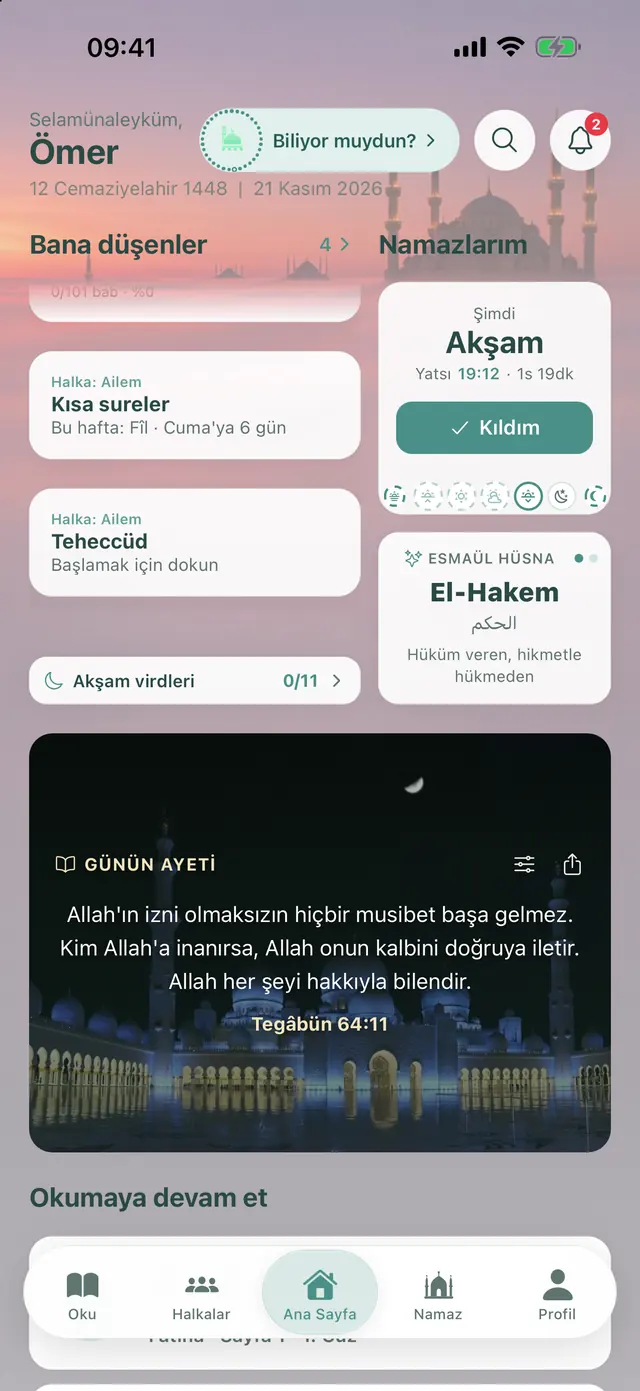 09:41
Selamünaleyküm,
Ömer
Biliyor muydun?
2
12 Cemaziyelahir 1448 | 21 Kasım 2026
Bana düşenler
4
0/101 bab · %0
Halka: Ailem
Kısa sureler
Bu hafta: Fîl · Cuma'ya 6 gün
Halka: Ailem
Teheccüd
Başlamak için dokun
Akşam virdleri
0/11
Namazlarım
Şimdi
Akşam
Yatsı 19:12 · 1s 19dk
Kıldım
ESMAÜL HÜSNA
El-Hakem
الحكم
Hüküm veren, hikmetle
hükmeden
GÜNÜN AYETİ
Allah'ın izni olmaksızın hiçbir musibet başa gelmez.
Kim Allah'a inanırsa, Allah onun kalbini doğruya iletir.
Allah her şeyi hakkıyla bilendir.
Tegâbün 64:11
Okumaya devam et
Oku
Halkalar
Ana Sayfa
Namaz
Profil